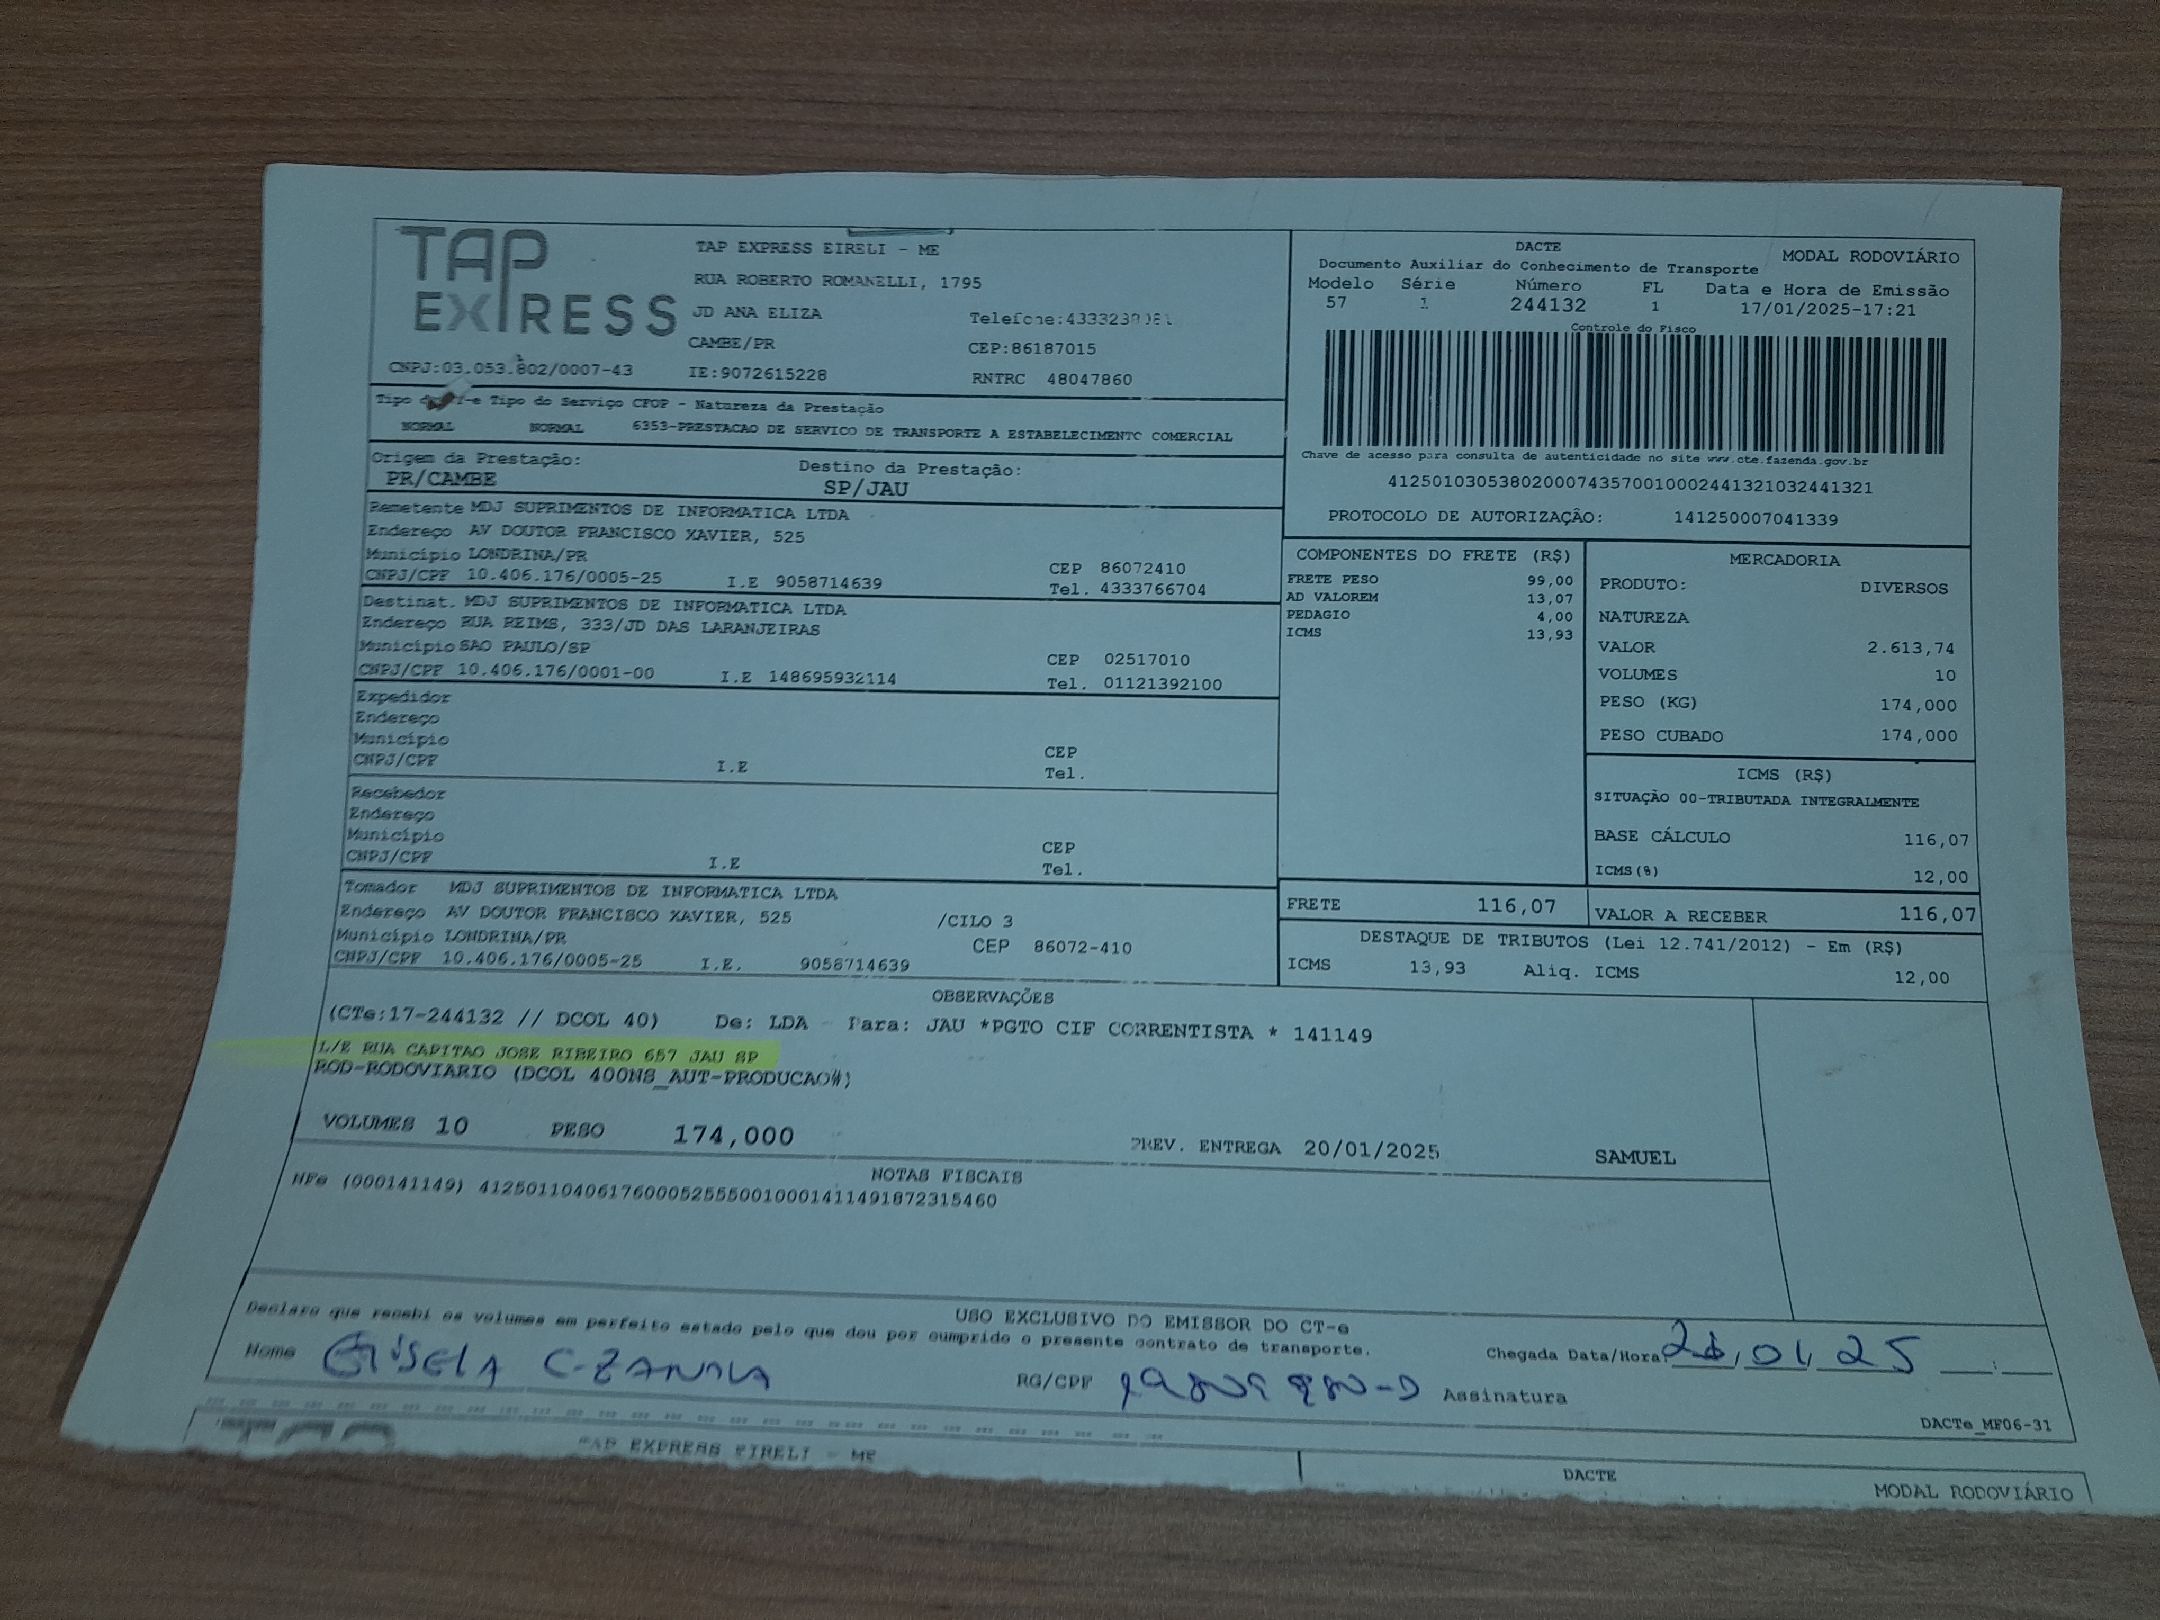 TAP EXPRESS
TAP EXPRESS EIRELI - ME
RUA ROBERTO ROMANELLI, 1795
JD ANA ELIZA
CAMBE/PR
CEP:86187015
CNPJ:03.053.802/0007-43 IE:9072615228 RNTRC 48047860
DACTE MODAL RODOVIÁRIO
Documento Auxiliar do Conhecimento de Transporte
Modelo Série Número FL Data e Hora de Emissão
57 1 244132 1 17/01/2025-17:21
Controle do Fisco
Chave de acesso para consulta de autenticidade no site www.cte.fazenda.gov.br
41250103053802000743570010002441321032441321
PROTOCOLO DE AUTORIZAÇÃO: 141250007041339
Tipo do Serviço CFOP - Natureza da Prestação
NORMAL NORMAL 6353-PRESTACAO DE SERVICO DE TRANSPORTE A ESTABELECIMENTO COMERCIAL
Origem da Prestação: Destino da Prestação:
PR/CAMBE SP/JAU
Remetente MDJ SUPRIMENTOS DE INFORMATICA LTDA
Endereço AV DOUTOR FRANCISCO XAVIER, 525
Município LONDRINA/PR CEP 86072410
CNPJ/CPF 10.406.176/0005-25 I.E 9058714639 Tel. 4333766704
Destinat. MDJ SUPRIMENTOS DE INFORMATICA LTDA
Endereço RUA REIMS, 333/JD DAS LARANJEIRAS
Município SAO PAULO/SP CEP 02517010
CNPJ/CPF 10.406.176/0001-00 I.E 148695932114 Tel. 01121392100
Expedidor
Endereço
Município CEP
CNPJ/CPF I.E Tel.
Recebedor
Endereço
Município CEP
CNPJ/CPF I.E Tel.
Tomador MDJ SUPRIMENTOS DE INFORMATICA LTDA
Endereço AV DOUTOR FRANCISCO XAVIER, 525 /CILO 3
Município LONDRINA/PR CEP 86072-410
CNPJ/CPF 10.406.176/0005-25 I.E. 9058714639
COMPONENTES DO FRETE (R$)
FRETE PESO 99,00
AD VALOREM 13,07
PEDAGIO 4,00
ICMS 13,93
MERCADORIA
PRODUTO: DIVERSOS
NATUREZA
VALOR 2.613,74
VOLUMES 10
PESO (KG) 174,000
PESO CUBADO 174,000
ICMS (R$)
SITUAÇÃO 00-TRIBUTADA INTEGRALMENTE
BASE CÁLCULO 116,07
ICMS(%) 12,00
FRETE 116,07 VALOR A RECEBER 116,07
DESTAQUE DE TRIBUTOS (Lei 12.741/2012) - Em (R$)
ICMS 13,93 Aliq. ICMS 12,00
OBSERVAÇÕES
(CTe:17-244132 // DCOL 40) De: LDA - Para: JAU *PGTO CIF CORRENTISTA * 141149
L/E RUA CAPITAO JOSE RIBEIRO 657 JAU SP
ROD-RODOVIARIO (DCOL 400NS_AUT-PRODUCAO#)
VOLUMES 10 PESO 174,000 PREV. ENTREGA 20/01/2025 SAMUEL
NOTAS FISCAIS
NFe (000141149) 41250110406176000525550010001411491872315460
USO EXCLUSIVO DO EMISSOR DO CT-e
Declaro que recebi os volumes em perfeito estado pelo que dou por cumprido o presente contrato de transporte.
Nome GISELA C. RG/CPF Assinatura Chegada Data/Hora: 01 25
DACTe_MF06-31
TAP EXPRESS EIRELI - ME
DACTE
MODAL RODOVIÁRIO